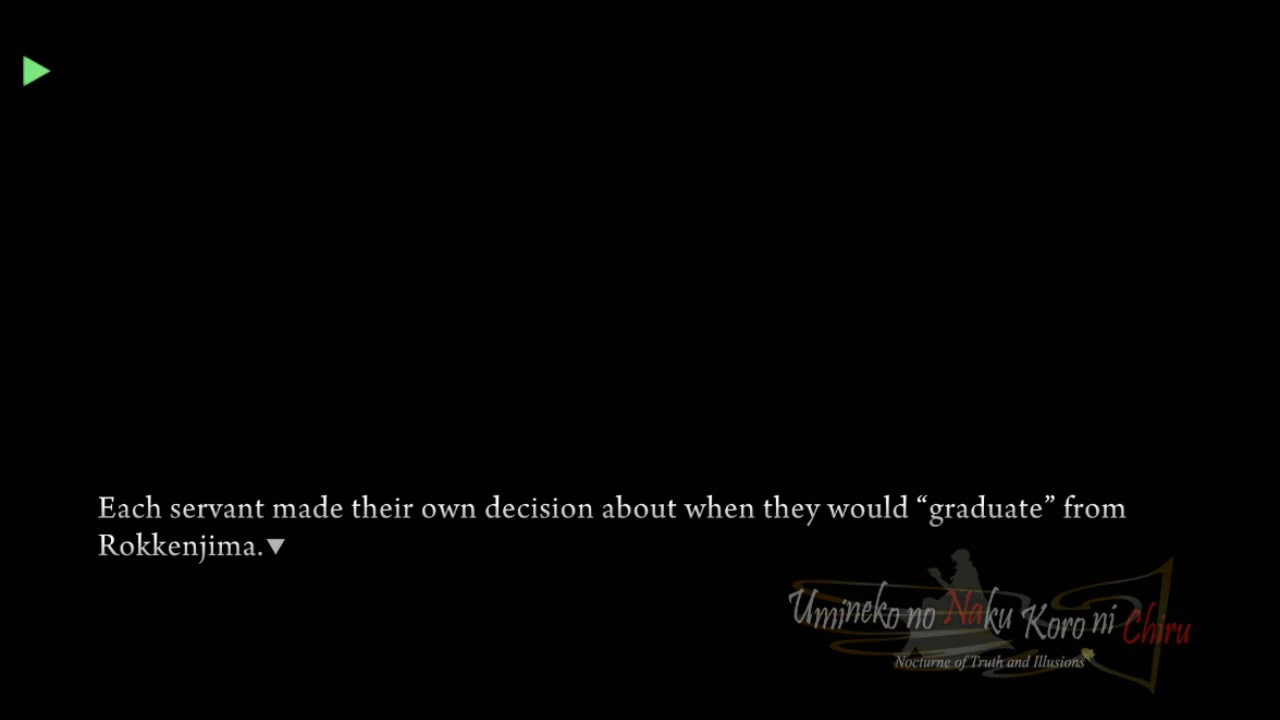 Each servant made their own decision about when they would “graduate” from
Rokkenjima.
Umineko no Naku Koro ni Chiru
Nocturne of Truth and Illusions